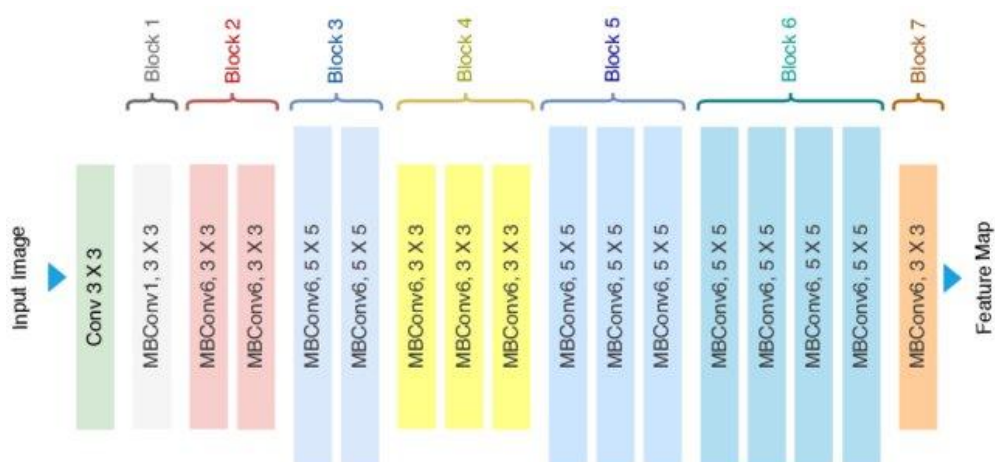 Block 1
Block 2
Block 3
Block 4
Block 5
Block 6
Block 7
Input Image
Conv 3 X 3
MBConv1, 3 X 3
MBConv6, 3 X 3
MBConv6, 3 X 3
MBConv6, 5 X 5
MBConv6, 5 X 5
MBConv6, 3 X 3
MBConv6, 3 X 3
MBConv6, 3 X 3
MBConv6, 5 X 5
MBConv6, 5 X 5
MBConv6, 5 X 5
MBConv6, 5 X 5
MBConv6, 5 X 5
MBConv6, 5 X 5
MBConv6, 5 X 5
MBConv6, 3 X 3
Feature Map